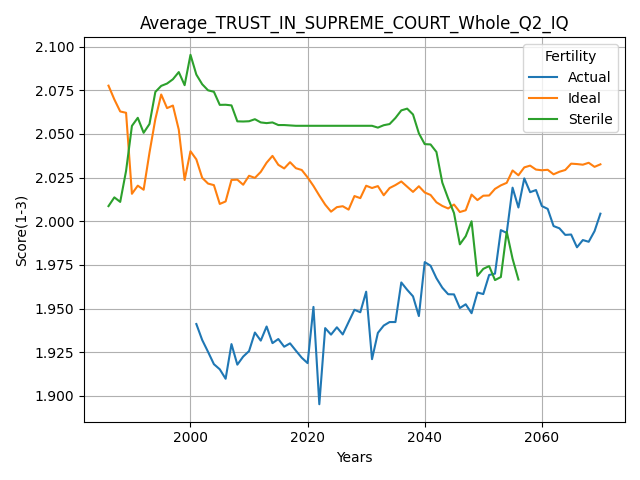 Average_TRUST_IN_SUPREME_COURT_Whole_Q2_IQ
Fertility
Actual
Ideal
Sterile
Score(1-3)
2.100
2.075
2.050
2.025
2.000
1.975
1.950
1.925
1.900
2000
2020
2040
2060
Years